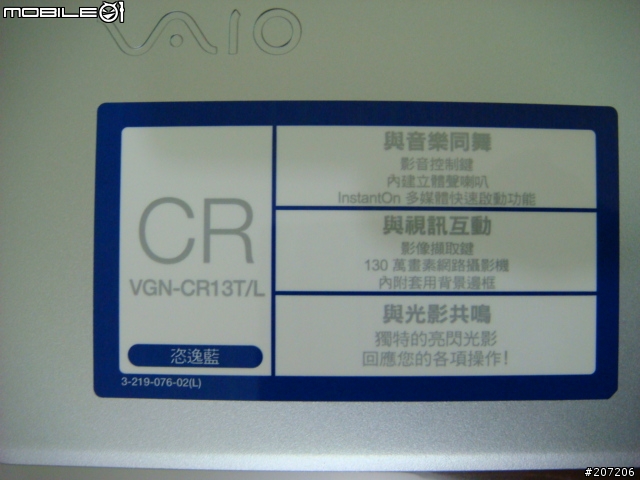 MOBILE01
VAIO
CR
VGN-CR13T/L
恣逸藍
3-219-076-02(L)
與音樂同舞
影音控制鍵
內建立體聲喇叭
InstantOn 多媒體快速啟動功能
與視訊互動
影像擷取鍵
130 萬畫素網路攝影機
內附套用背景邊框
與光影共鳴
獨特的亮閃光影
回應您的各項操作!
#207206